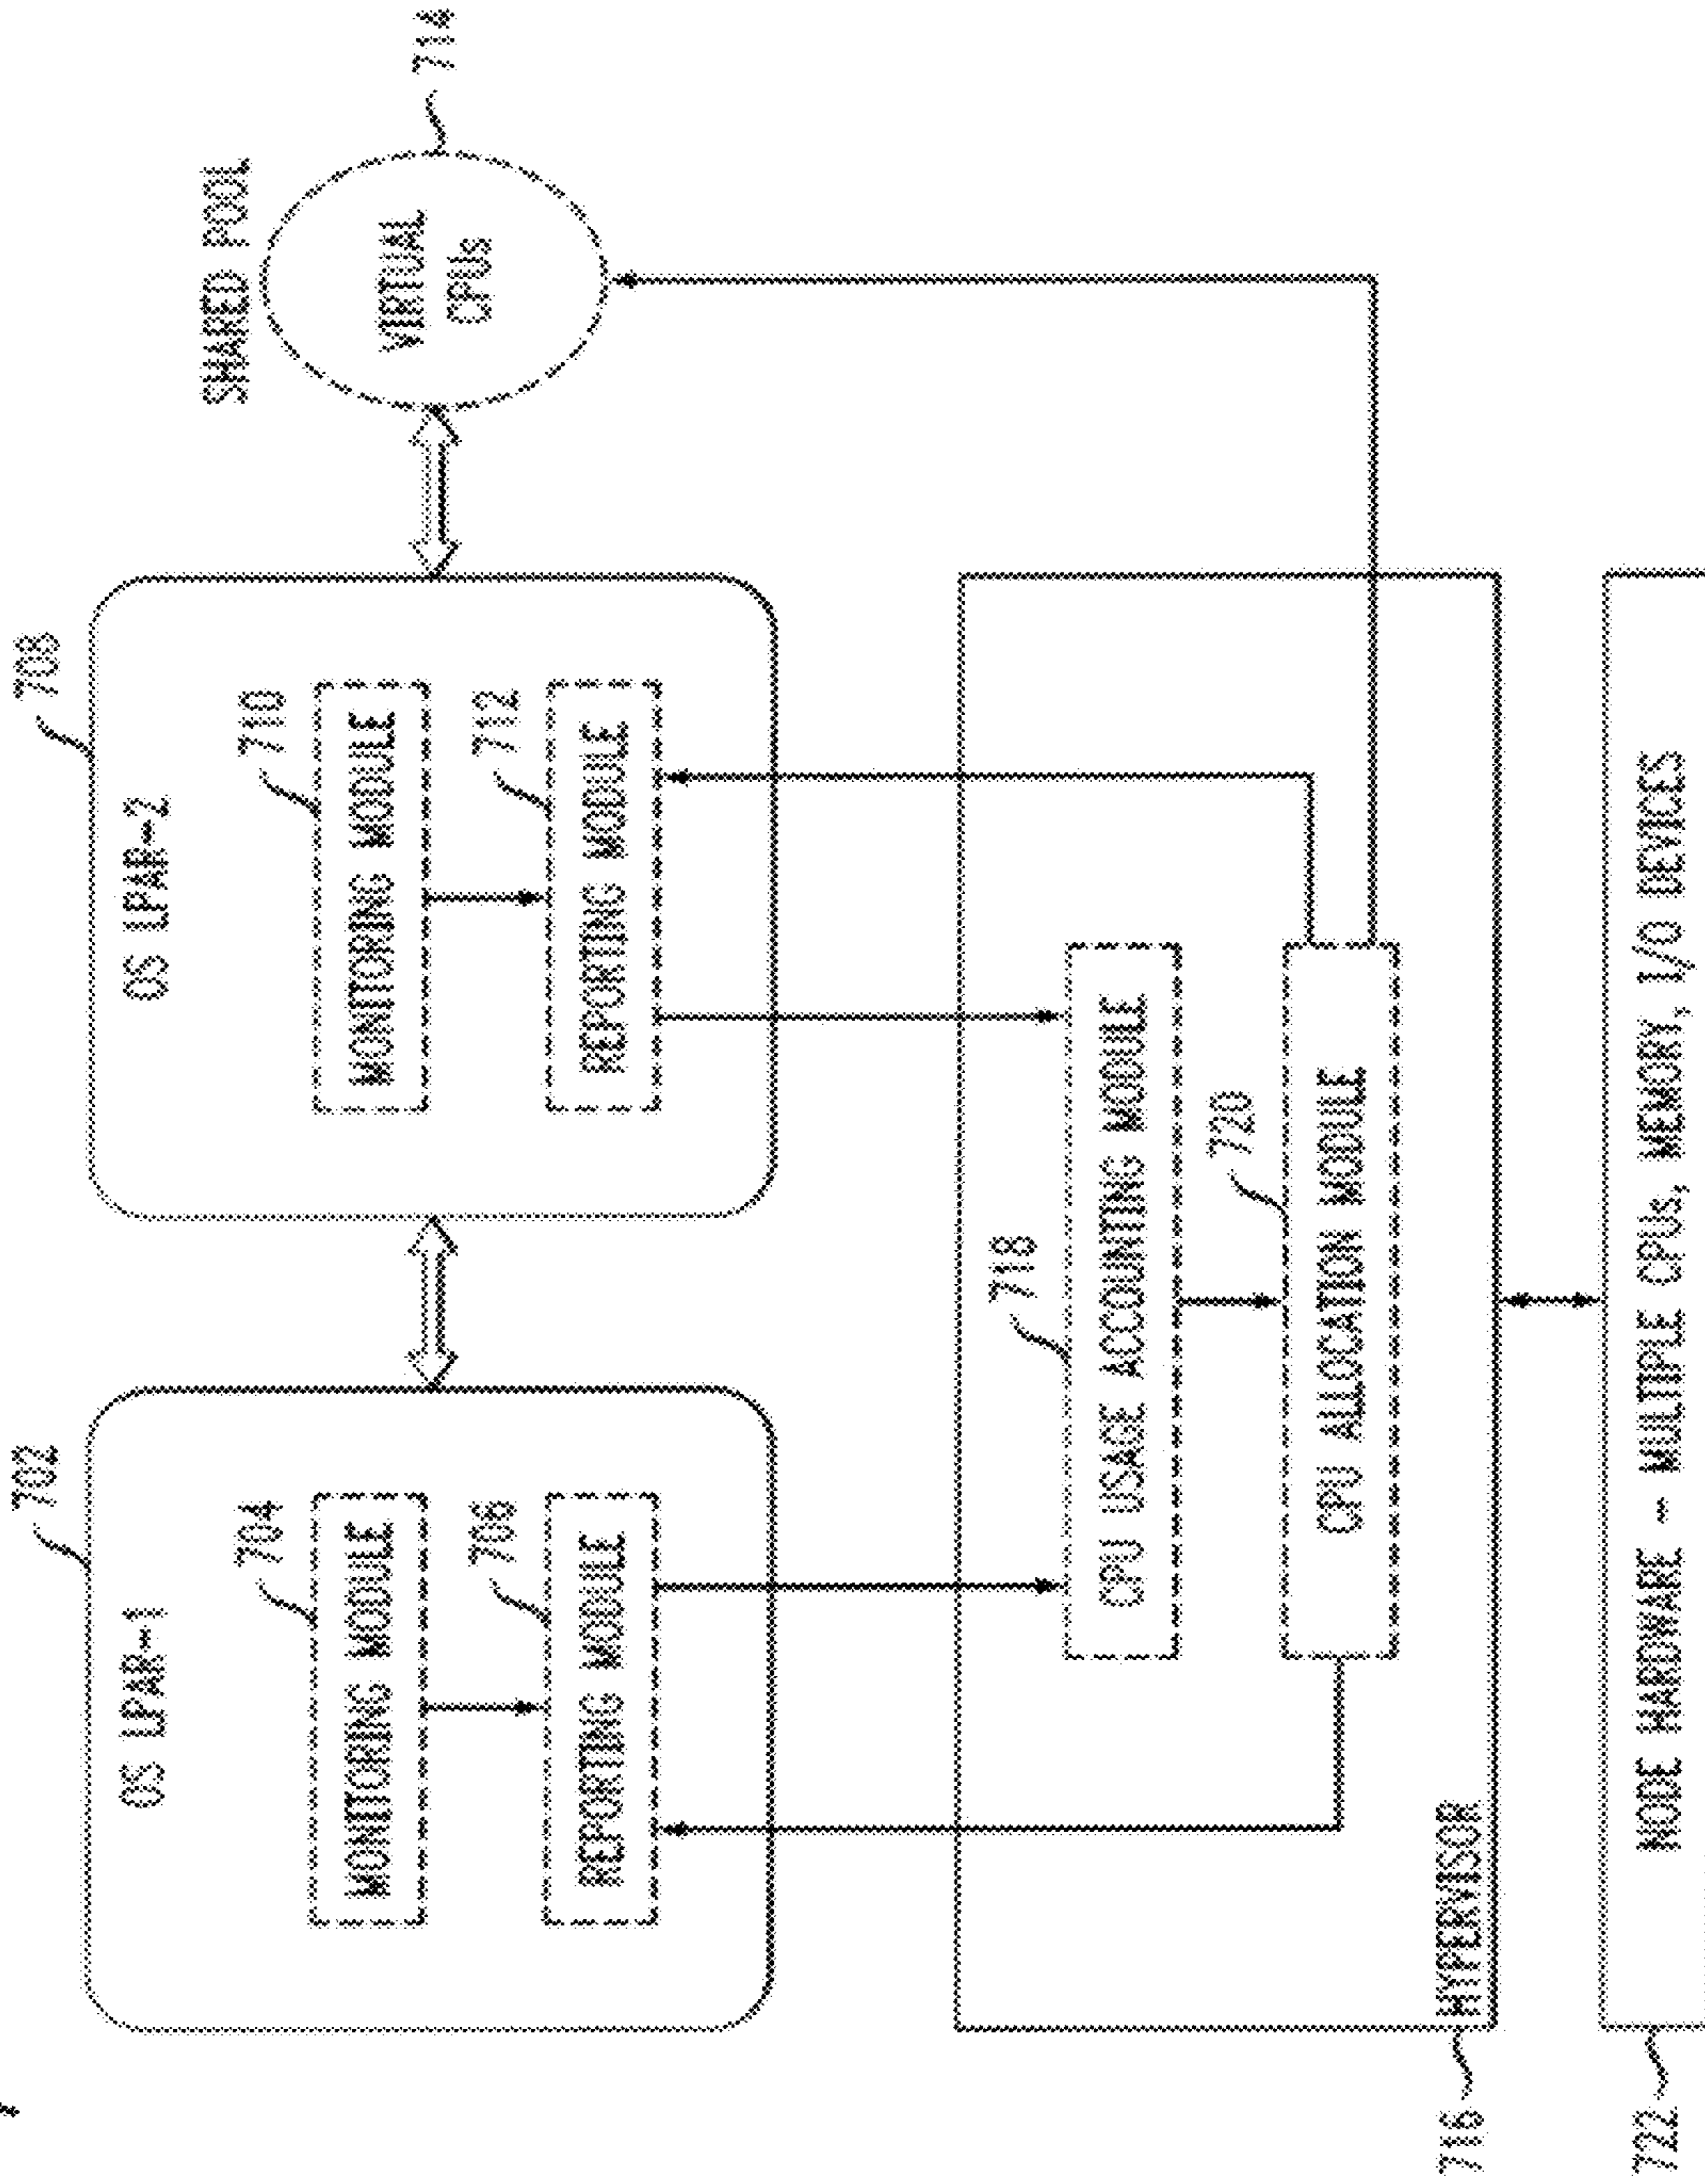 702
OS LPAR-1
704
MONITORING MODULE
706
REPORTING MODULE
708
OS LPAR-2
710
MONITORING MODULE
712
REPORTING MODULE
SHARED POOL
VIRTUAL
CPUs
714
718
CPU USAGE ACCOUNTING MODULE
720
CPU ALLOCATION MODULE
HYPERVISOR
716
NODE HARDWARE - MULTIPLE CPUs, MEMORY, I/O DEVICES
722